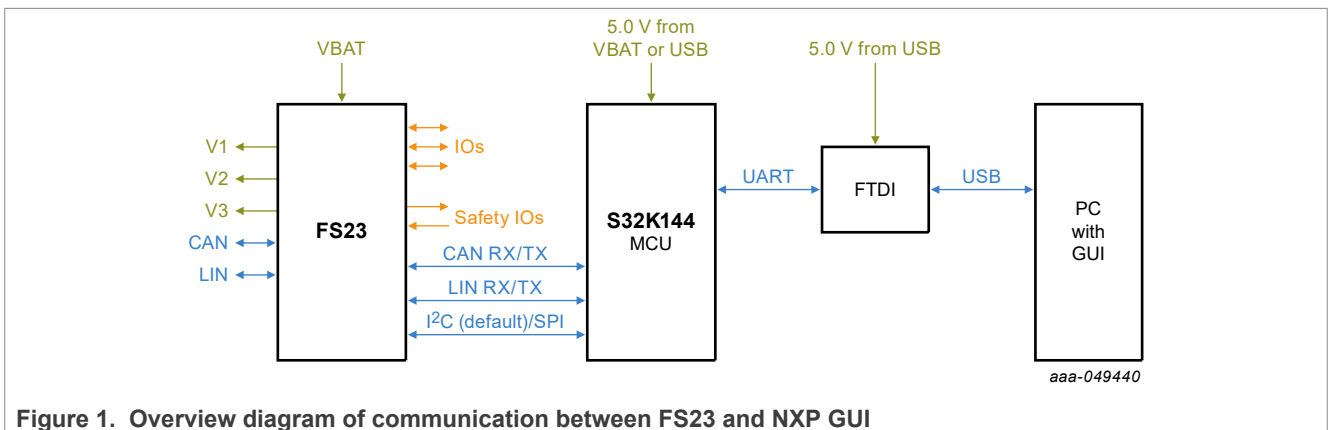 5.0 V from
VBAT or USB
VBAT
5.0 V from USB
V1
V2
V3
CAN
LIN
FS23
IOs
Safety IOs
CAN RX/TX
LIN RX/TX
I²C (default)/SPI
S32K144
MCU
UART
FTDI
USB
PC
with
GUI
aaa-049440
Figure 1. Overview diagram of communication between FS23 and NXP GUI